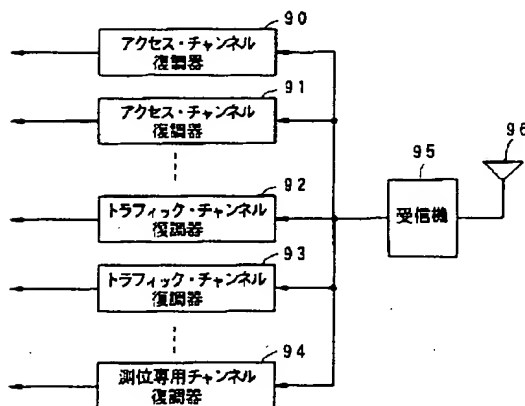 90
アクセス・チャンネル
復調器
91
アクセス・チャンネル
復調器
92
トラフィック・チャンネル
復調器
93
トラフィック・チャンネル
復調器
94
測位専用チャンネル
復調器
95
受信機
96